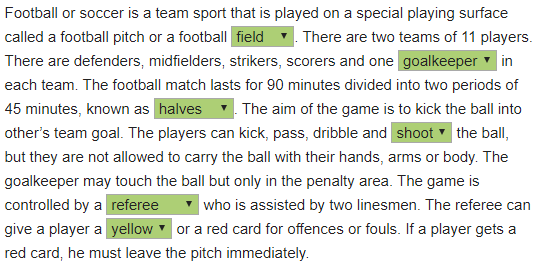 Football or soccer is a team sport that is played on a special playing surface
called a football pitch or a football field. There are two teams of 11 players.
There are defenders, midfielders, strikers, scorers and one goalkeeper in
each team. The football match lasts for 90 minutes divided into two periods of
45 minutes, known as halves. The aim of the game is to kick the ball into
other's team goal. The players can kick, pass, dribble and shoot the ball,
but they are not allowed to carry the ball with their hands, arms or body. The
goalkeeper may touch the ball but only in the penalty area. The game is
controlled by a referee who is assisted by two linesmen. The referee can
give a player a yellow or a red card for offences or fouls. If a player gets a
red card, he must leave the pitch immediately.